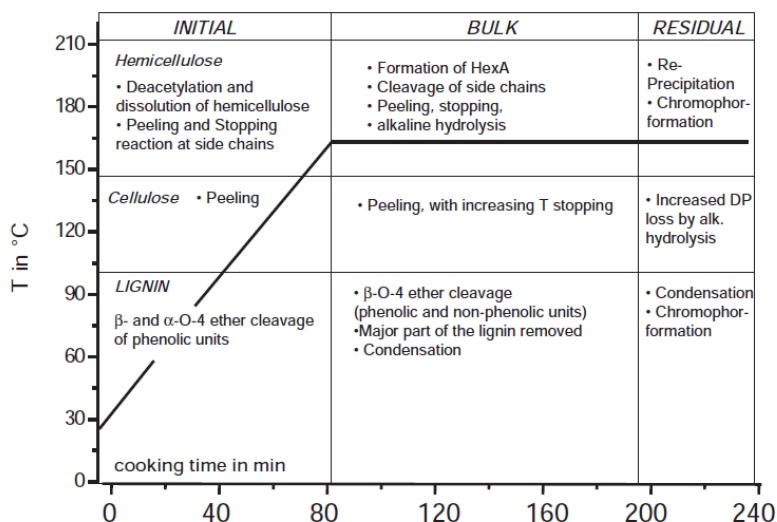 INITIAL
BULK
RESIDUAL
T in °C
210
180
150
120
90
60
30
0
Hemicellulose
• Deacetylation and
dissolution of hemicellulose
• Peeling and Stopping
reaction at side chains
• Formation of HexA
• Cleavage of side chains
• Peeling, stopping,
• alkaline hydrolysis
• Re-
Precipitation
• Chromophor-
formation
Cellulose • Peeling
• Peeling, with increasing T stopping
• Increased DP
loss by alk.
hydrolysis
LIGNIN
β- and α-O-4 ether cleavage
of phenolic units
• β-O-4 ether cleavage
(phenolic and non-phenolic units)
•Major part of the lignin removed
• Condensation
• Condensation
• Chromophor-
formation
cooking time in min
0 40 80 120 160 200 240